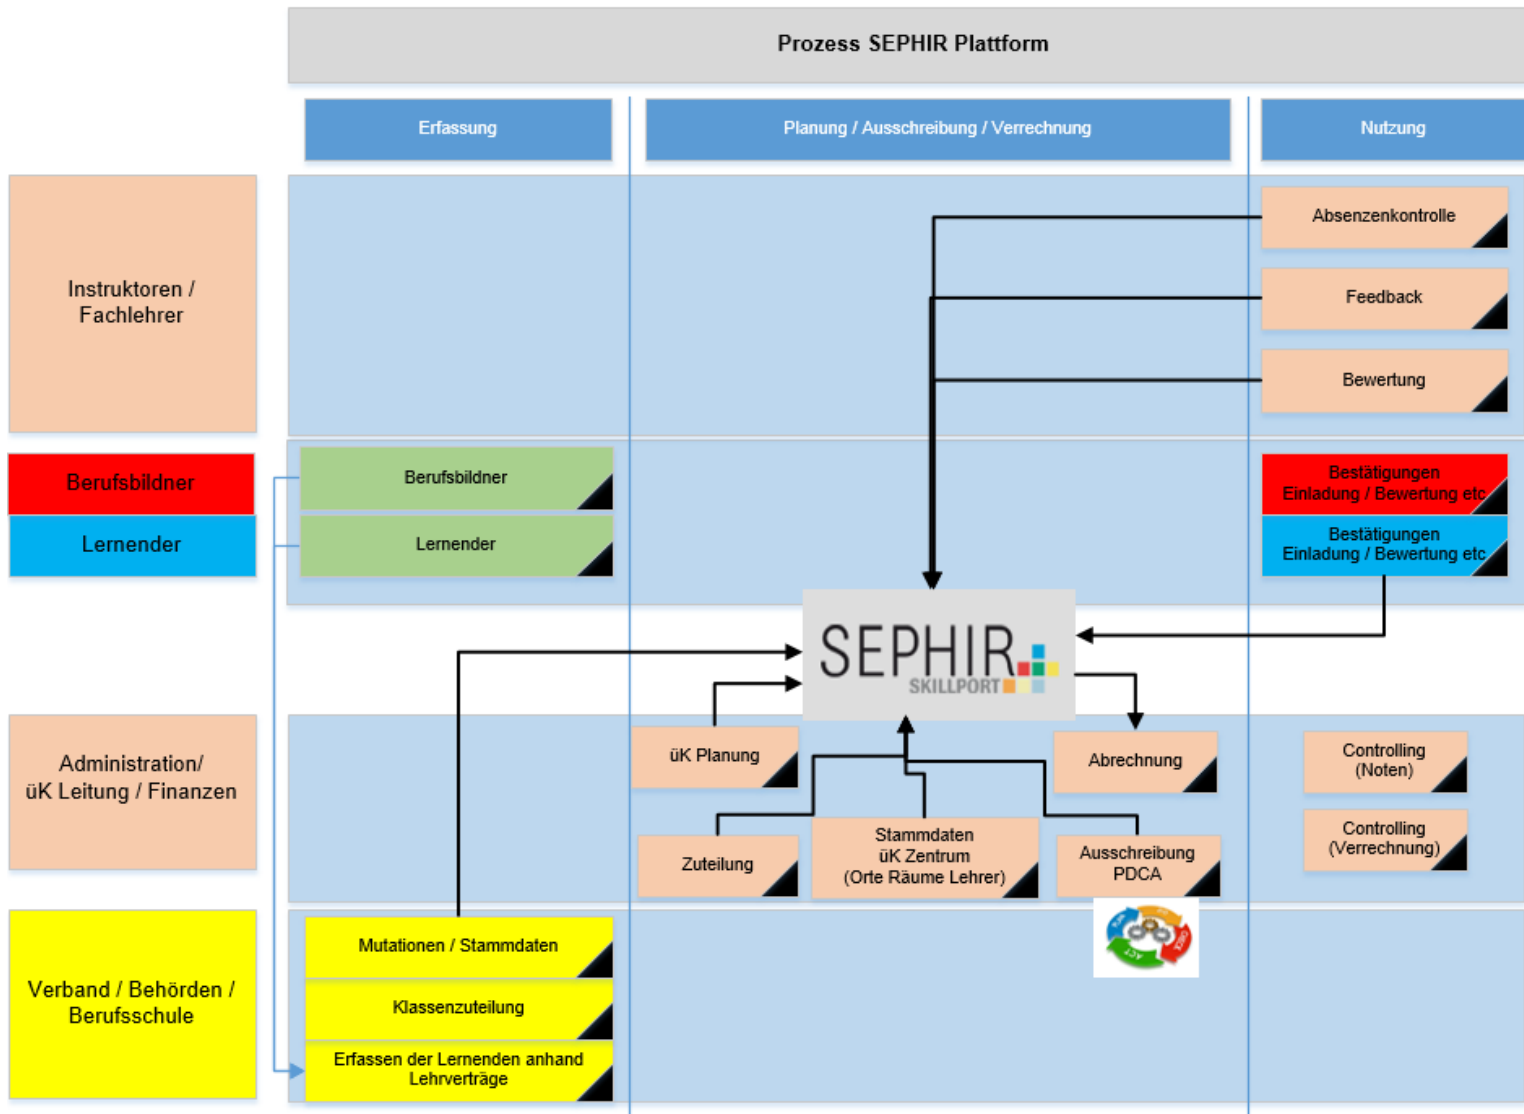 Prozess SEPHIR Plattform
Erfassung
Planung / Ausschreibung / Verrechnung
Nutzung
Instruktoren /
Fachlehrer
Absenzenkontrolle
Feedback
Bewertung
Berufsbildner
Lernender
Berufsbildner
Lernender
Bestätigungen
Einladung / Bewertung etc
Bestätigungen
Einladung / Bewertung etc
SEPHIR
SKILLPORT
Administration/
üK Leitung / Finanzen
üK Planung
Abrechnung
Controlling
(Noten)
Zuteilung
Stammdaten
üK Zentrum
(Orte Räume Lehrer)
Ausschreibung
PDCA
Controlling
(Verrechnung)
Verband / Behörden /
Berufsschule
Mutationen / Stammdaten
Klassenzuteilung
Erfassen der Lernenden anhand
Lehrverträge
ACT